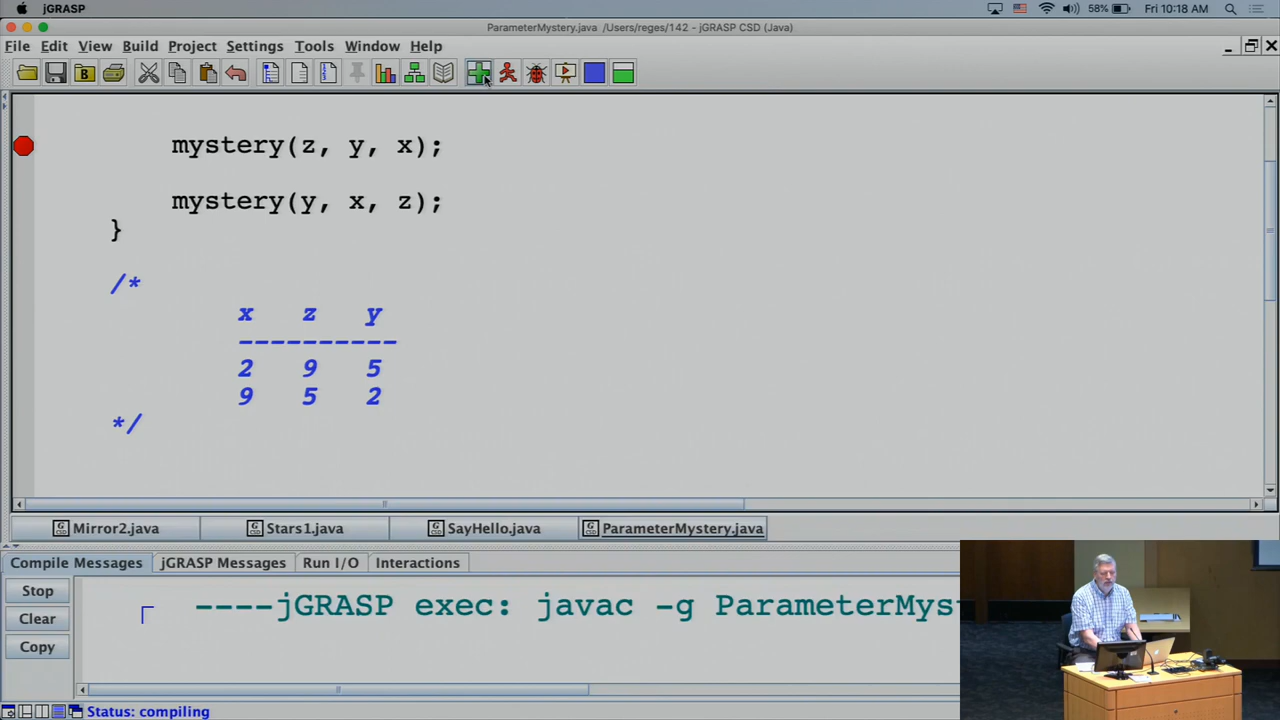 jGRASP 58% Fri 10:18 AM
ParameterMystery.java /Users/reges/142 - jGRASP CSD (Java)
File Edit View Build Project Settings Tools Window Help
B
mystery(z, y, x);
mystery(y, x, z);
}
/*
x z y
----------
2 9 5
9 5 2
*/
Mirror2.java Stars1.java SayHello.java ParameterMystery.java
Compile Messages jGRASP Messages Run I/O Interactions
Stop
Clear
Copy
----jGRASP exec: javac -g ParameterMys
Status: compiling